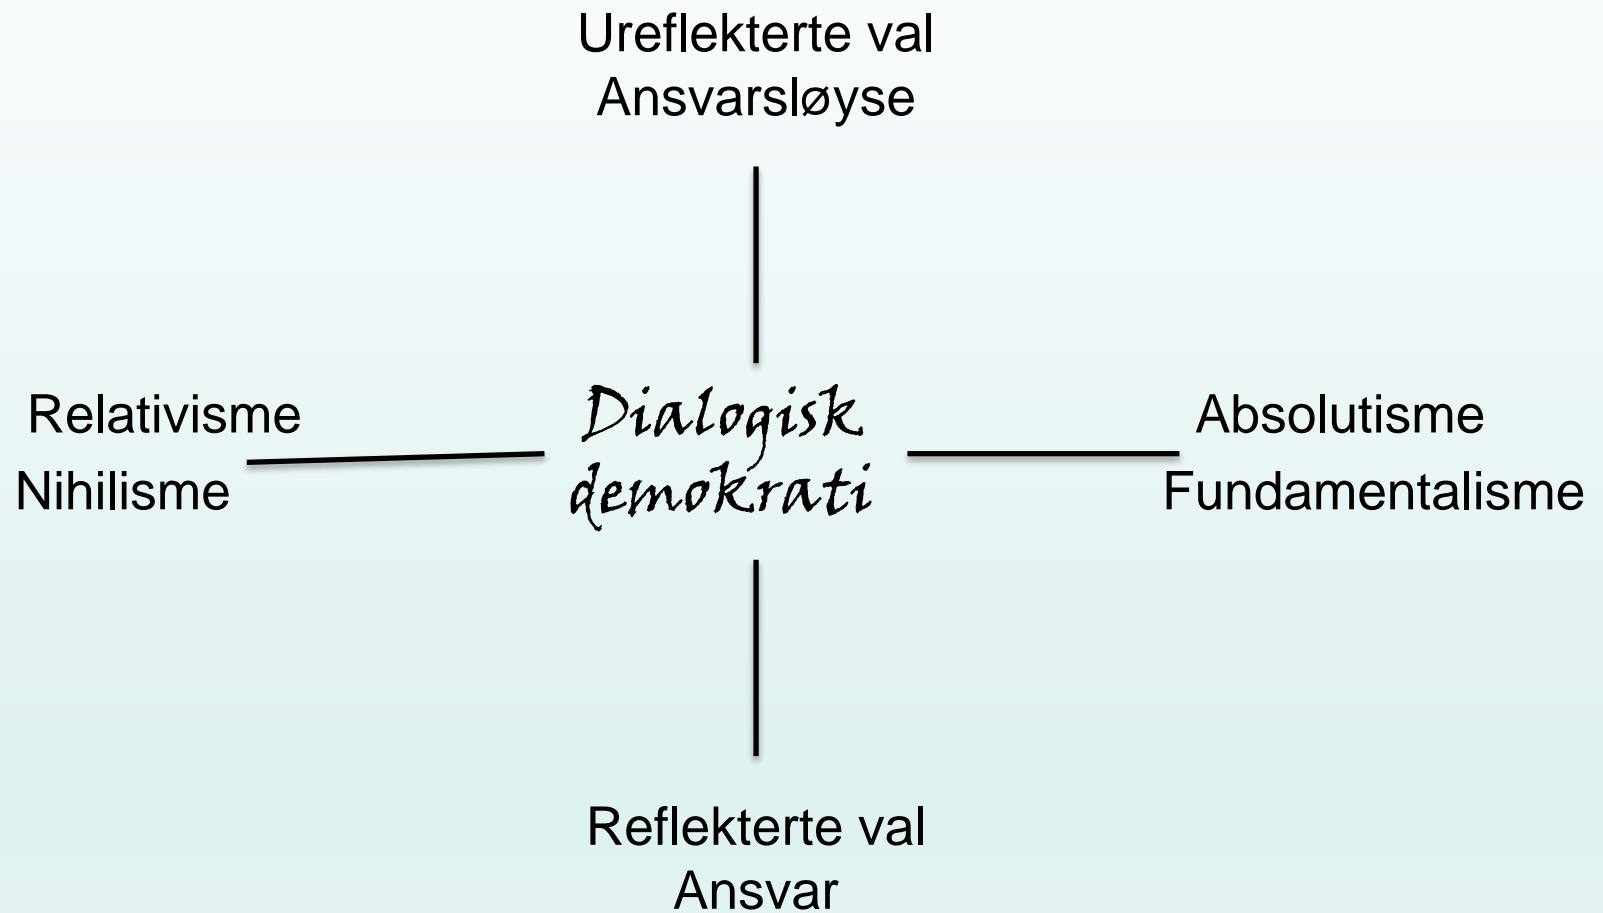 Ureflekterte val
Ansvarsløyse
Relativisme
Nihilisme
Dialogisk
demokrati
Absolutisme
Fundamentalisme
Reflekterte val
Ansvar